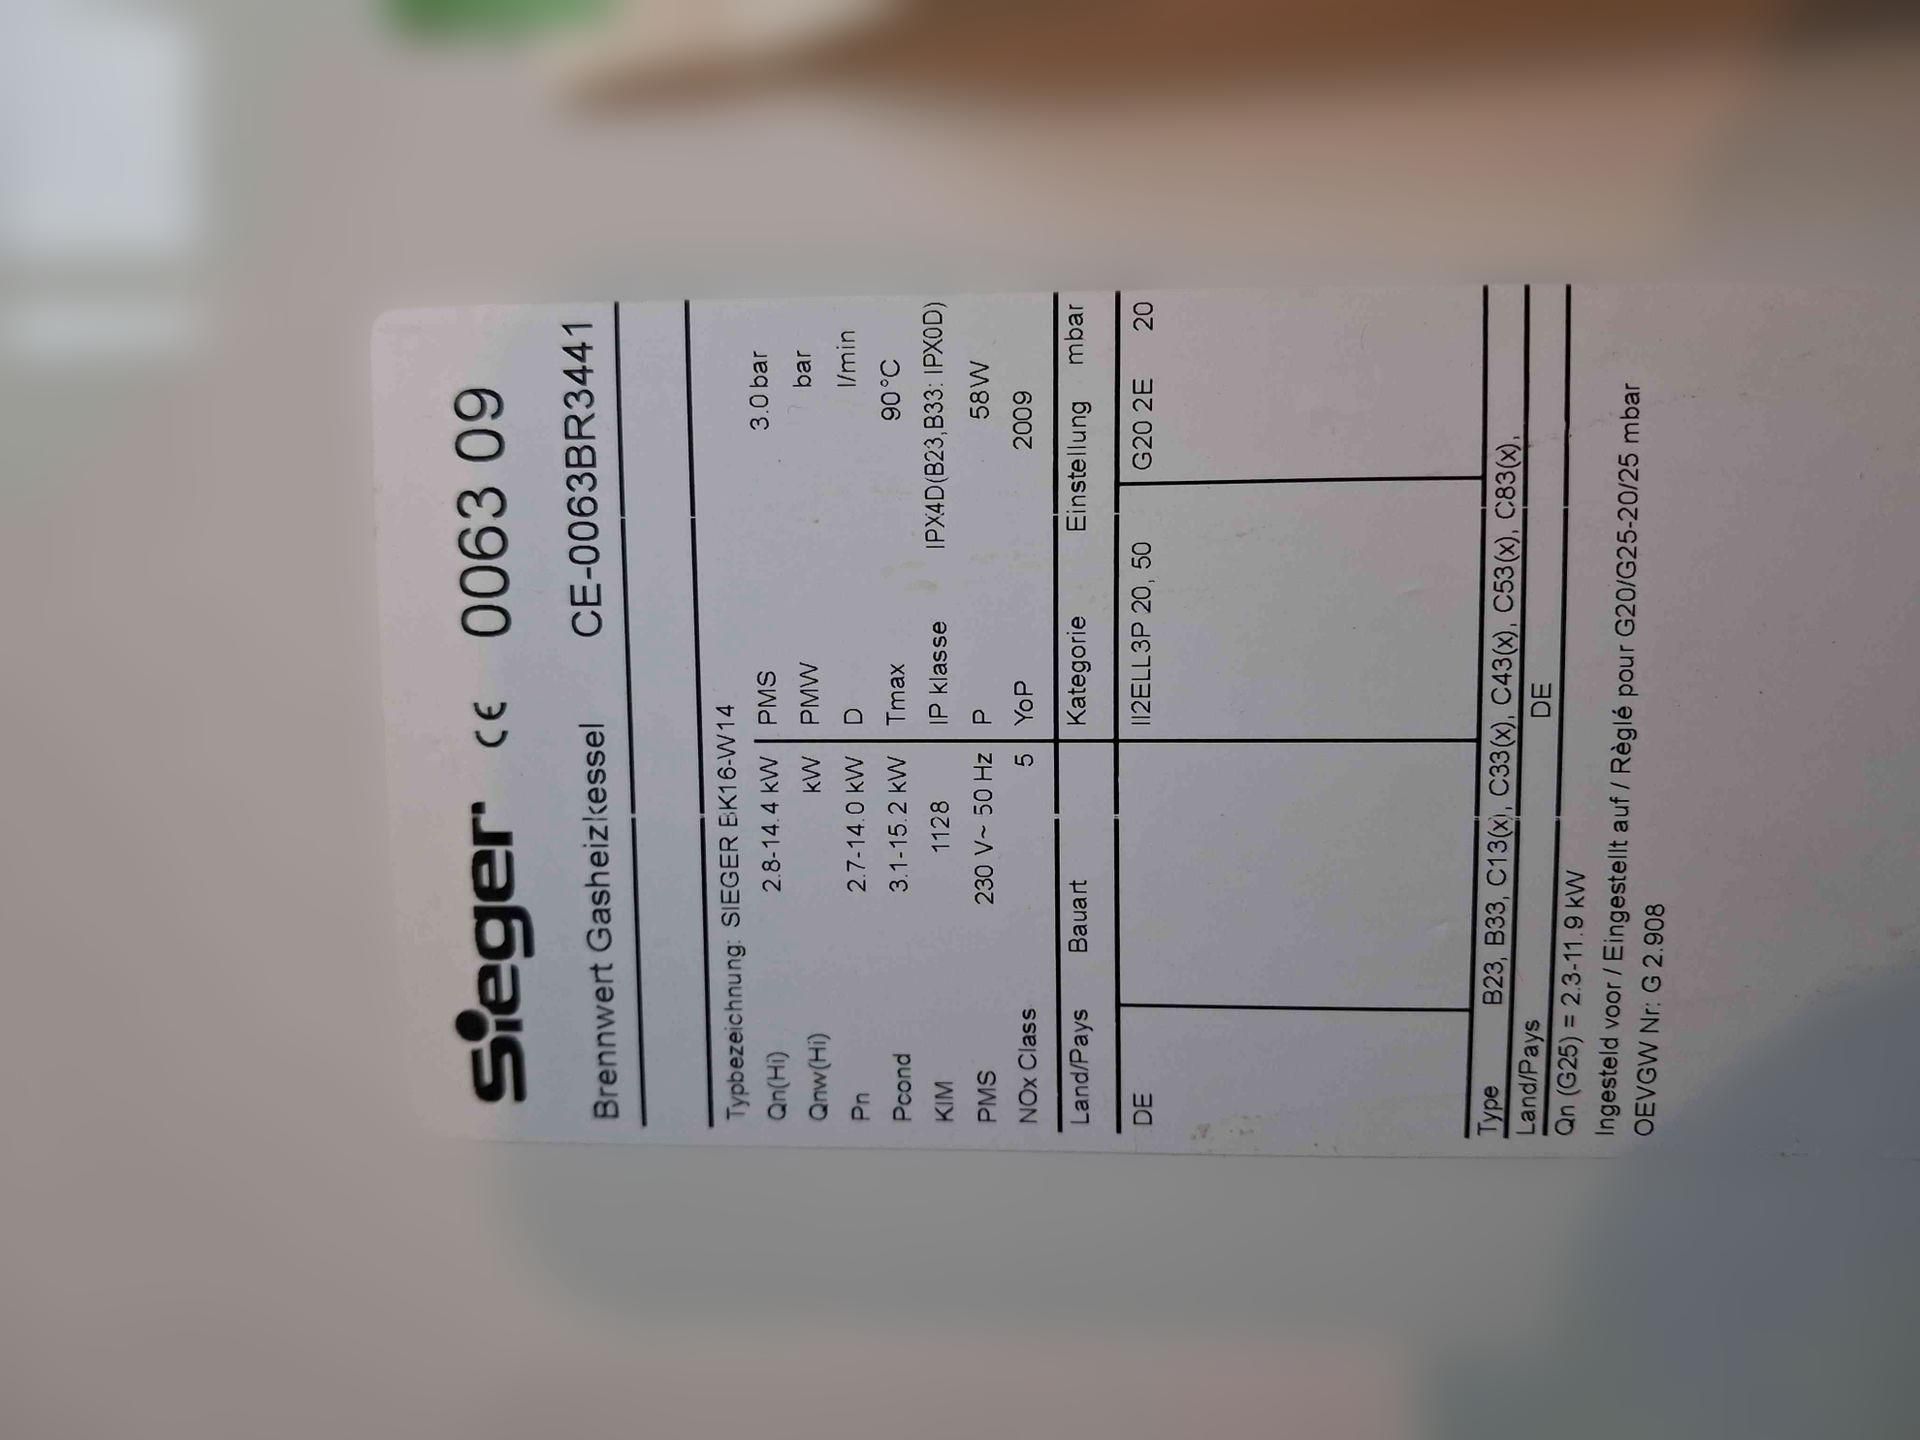 Sieger CE 0063 09
Brennwert Gasheizkessel CE-0063BR3441
Typbezeichnung: SIEGER BK16-W14
Qn(Hi) 2.8-14.4 kW PMS 3.0 bar
Qnw(Hi) kW PMW bar
Pn 2.7-14.0 kW D l/min
Pcond 3.1-15.2 kW Tmax 90°C
KIM 1128 IP klasse IPX4D(B23,B33: IPX0D)
PMS 230 V~ 50 Hz P 58W
NOx Class 5 YoP 2009
Land/Pays Bauart Kategorie Einstellung mbar
DE II2ELL3P 20, 50 G20 2E 20
Type B23, B33, C13(x), C33(x), C43(x), C53(x), C83(x),
Land/Pays DE
Qn (G25) = 2.3-11.9 kW
Ingesteld voor / Eingestellt auf / Règlé pour G20/G25-20/25 mbar
OEVGW Nr: G 2.908